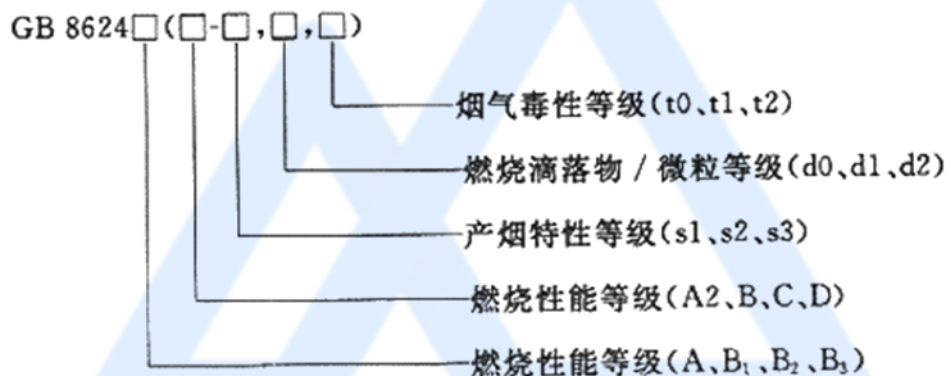 GB 8624□(□-□,□,□)
烟气毒性等级(t0、t1、t2)
燃烧滴落物/微粒等级(d0、d1、d2)
产烟特性等级(s1、s2、s3)
燃烧性能等级(A2、B、C、D)
燃烧性能等级(A、B₁、B₂、B₃)